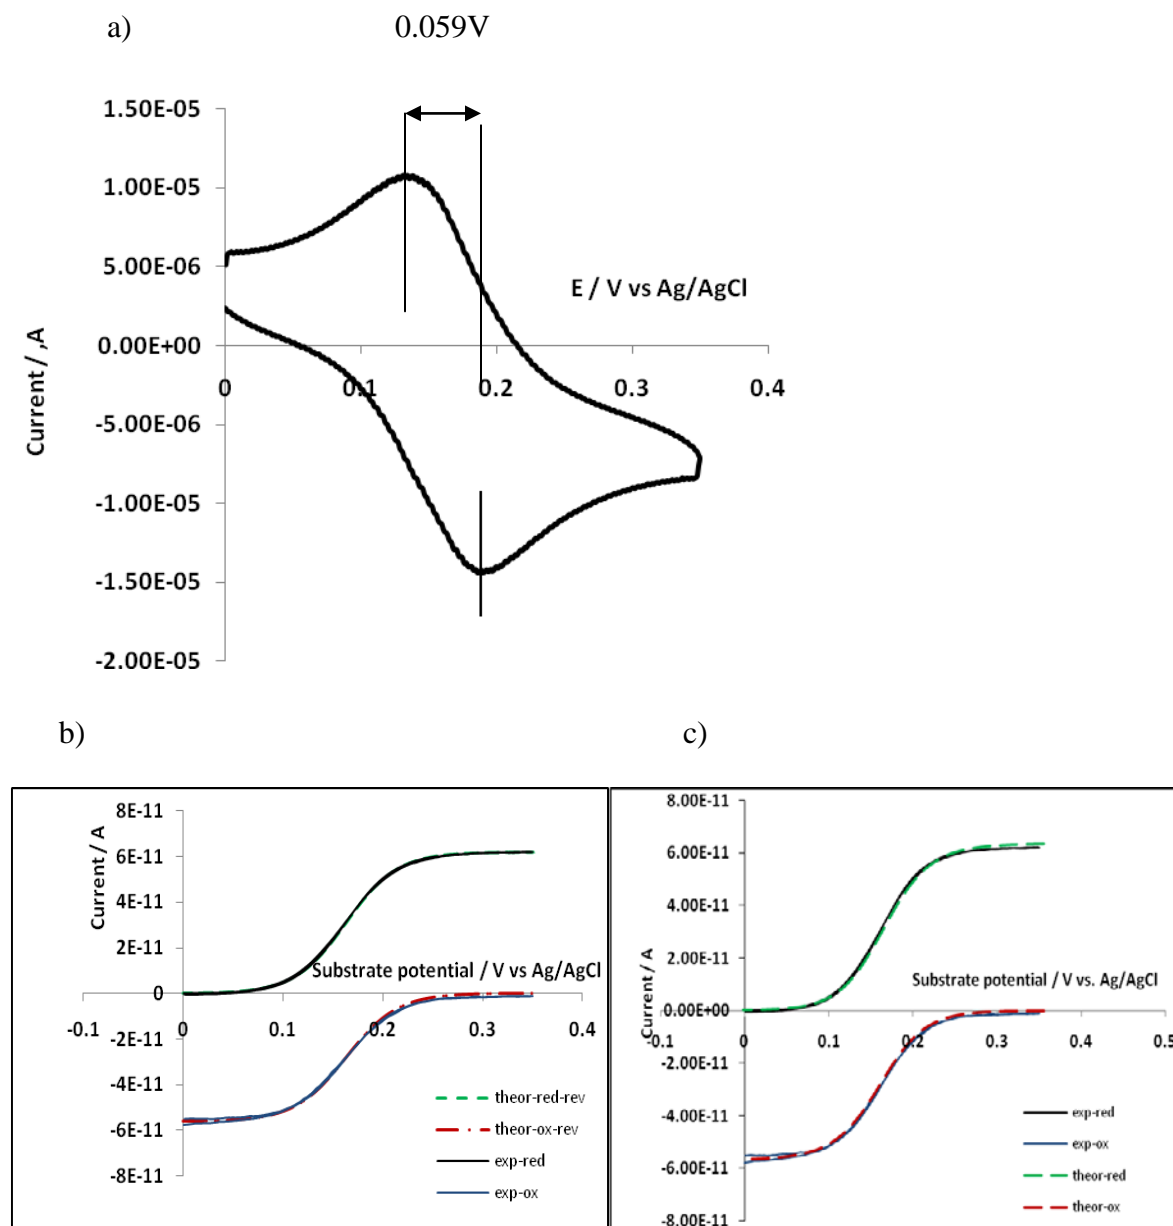 a) 0.059V
1.50E-05
1.00E-05
5.00E-06
0.00E+00
-5.00E-06
-1.00E-05
-1.50E-05
-2.00E-05
Current / ,A
E / V vs Ag/AgCl
0 0.1 0.2 0.3 0.4
b) c)
8E-11
6E-11
4E-11
2E-11
0
-2E-11
-4E-11
-6E-11
-8E-11
Current / A
Substrate potential / V vs Ag/AgCl
-0.1 0 0.1 0.2 0.3 0.4
theor-red-rev
theor-ox-rev
exp-red
exp-ox
8.00E-11
6.00E-11
4.00E-11
2.00E-11
0.00E+00
-2.00E-11
-4.00E-11
-6.00E-11
-8.00E-11
Current / A
Substrate potential / V vs. Ag/AgCl
-0.1 0 0.1 0.2 0.3 0.4 0.5
exp-red
exp-ox
theor-red
theor-ox